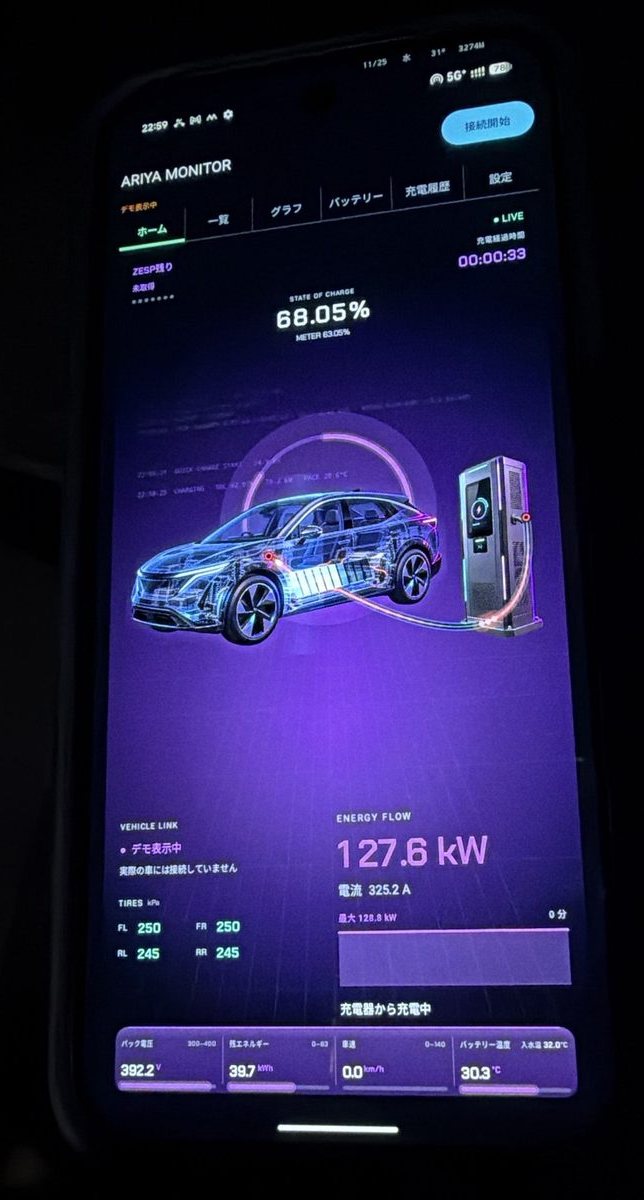 11/25 水 31° 3274M
22:59
5G+ 78
接続開始
ARIYA MONITOR
デモ表示中
ホーム 一覧 グラフ バッテリー 充電履歴 設定
LIVE
ZESP残り
充電経過時間
未取得
00:00:33
STATE OF CHARGE
68.05%
METER 63.05%
VEHICLE LINK
ENERGY FLOW
デモ表示中
127.6 kW
実際の車には接続していません
電流 325.2 A
TIRES kPa
最大 128.8 kW 0 分
FL 250 FR 250
RL 245 RR 245
充電器から充電中
パック電圧 300–400 残エネルギー 0–83 車速 0–140 バッテリー温度 入水温 32.0°C
392.2 V 39.7 kWh 0.0 km/h 30.3 °C